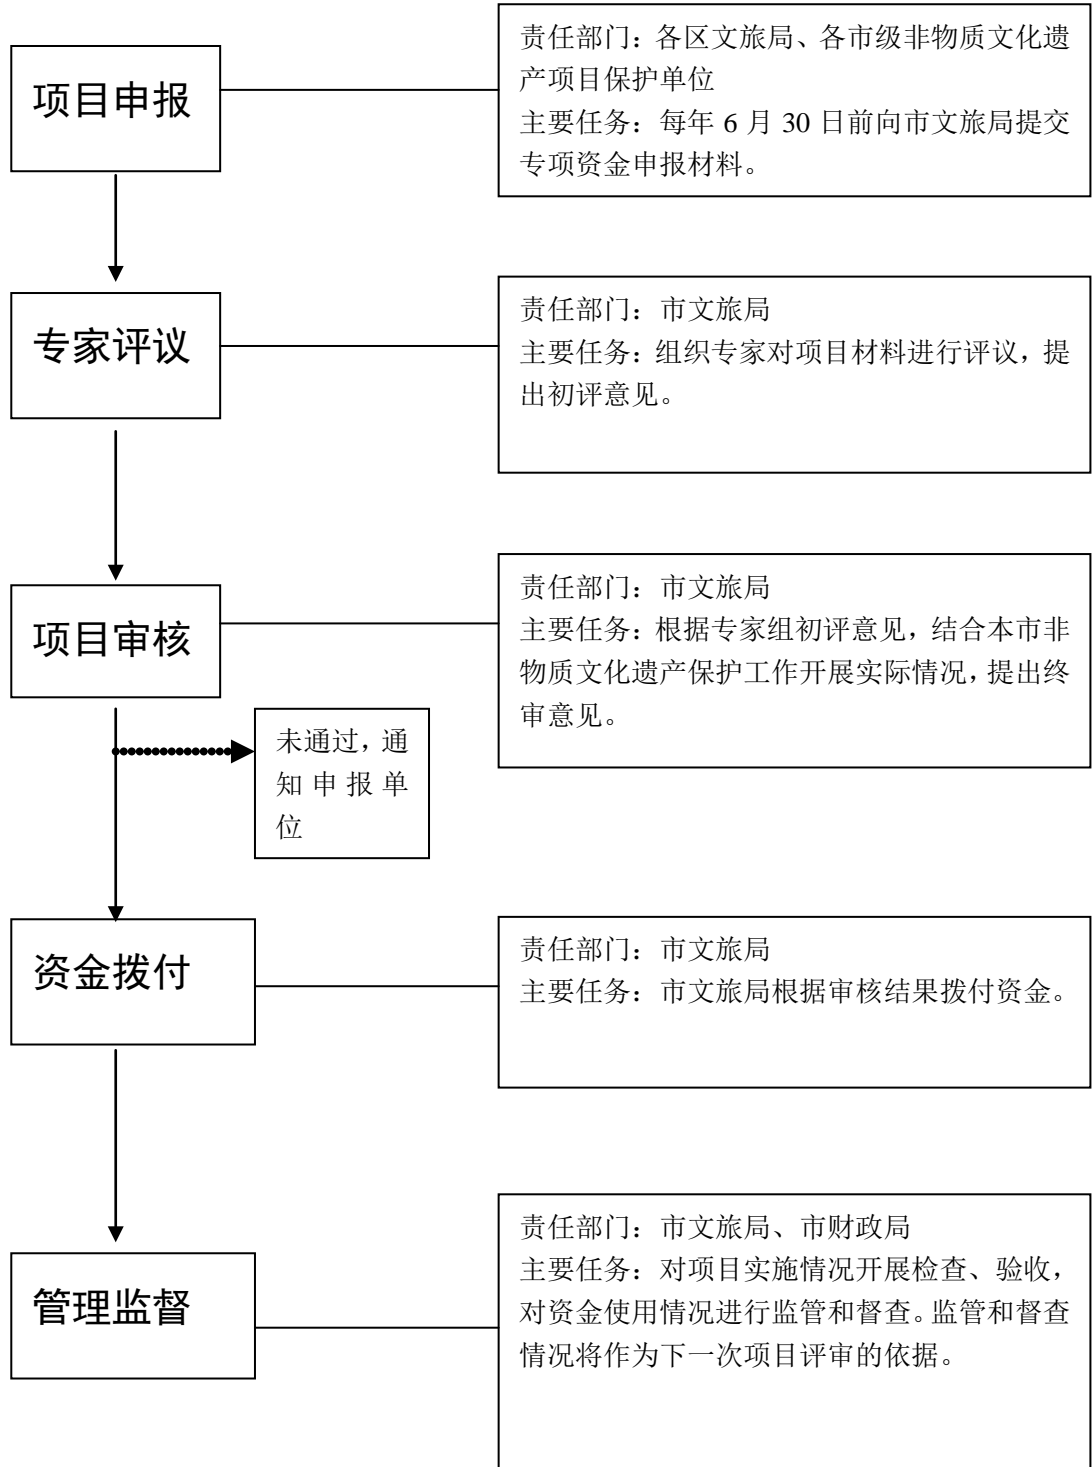 项目申报
责任部门：各区文旅局、各市级非物质文化遗
产项目保护单位
主要任务：每年 6 月 30 日前向市文旅局提交
专项资金申报材料。
专家评议
责任部门：市文旅局
主要任务：组织专家对项目材料进行评议，提
出初评意见。
项目审核
责任部门：市文旅局
主要任务：根据专家组初评意见，结合本市非
物质文化遗产保护工作开展实际情况，提出终
审意见。
未通过，通
知申报单
位
资金拨付
责任部门：市文旅局
主要任务：市文旅局根据审核结果拨付资金。
管理监督
责任部门：市文旅局、市财政局
主要任务：对项目实施情况开展检查、验收，
对资金使用情况进行监管和督查。监管和督查
情况将作为下一次项目评审的依据。